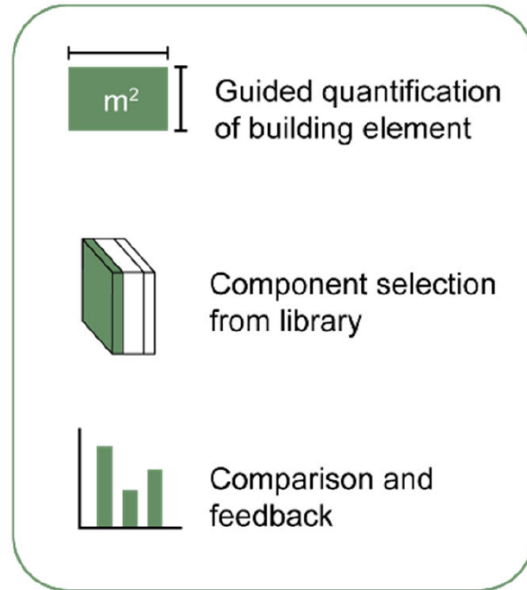 m²
Guided quantification
of building element
Component selection
from library
Comparison and
feedback